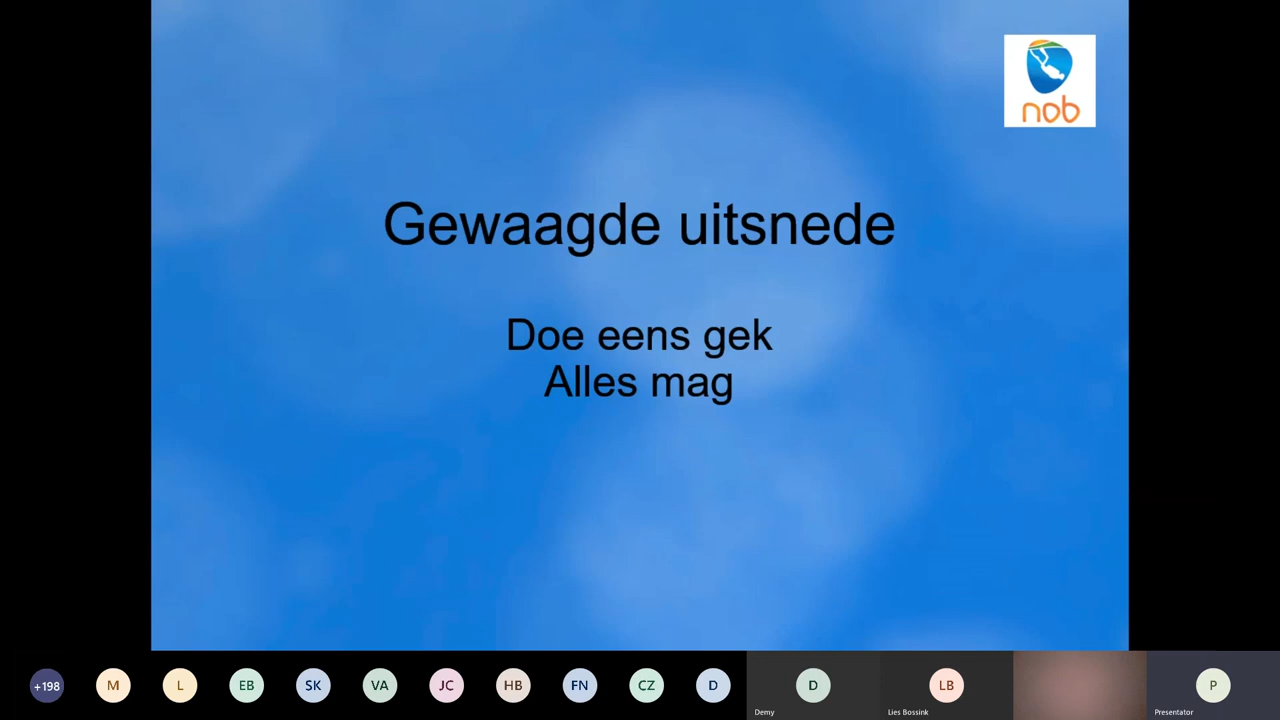 nob
Gewaagde uitsnede
Doe eens gek
Alles mag
+198
M
L
EB
SK
VA
JC
HB
FN
CZ
D
D
Demy
LB
Lies Bossink
P
Presentator